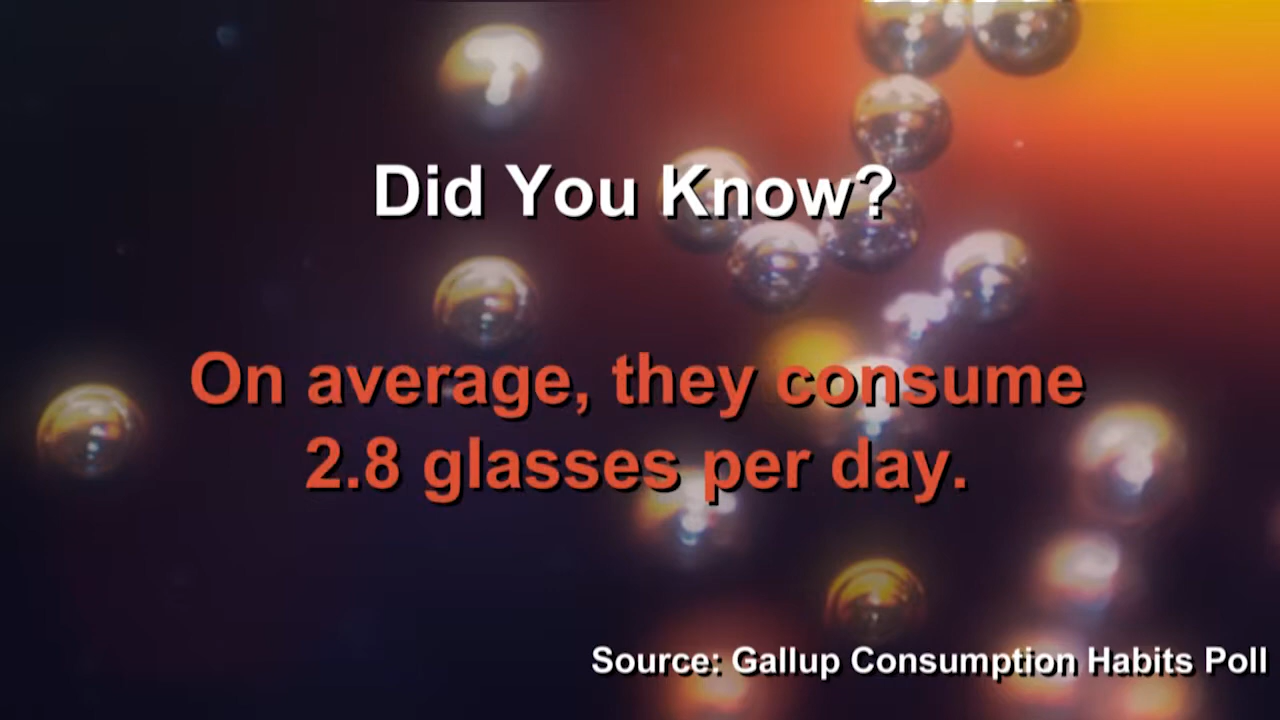 Did You Know?
On average, they consume
2.8 glasses per day.
Source: Gallup Consumption Habits Poll